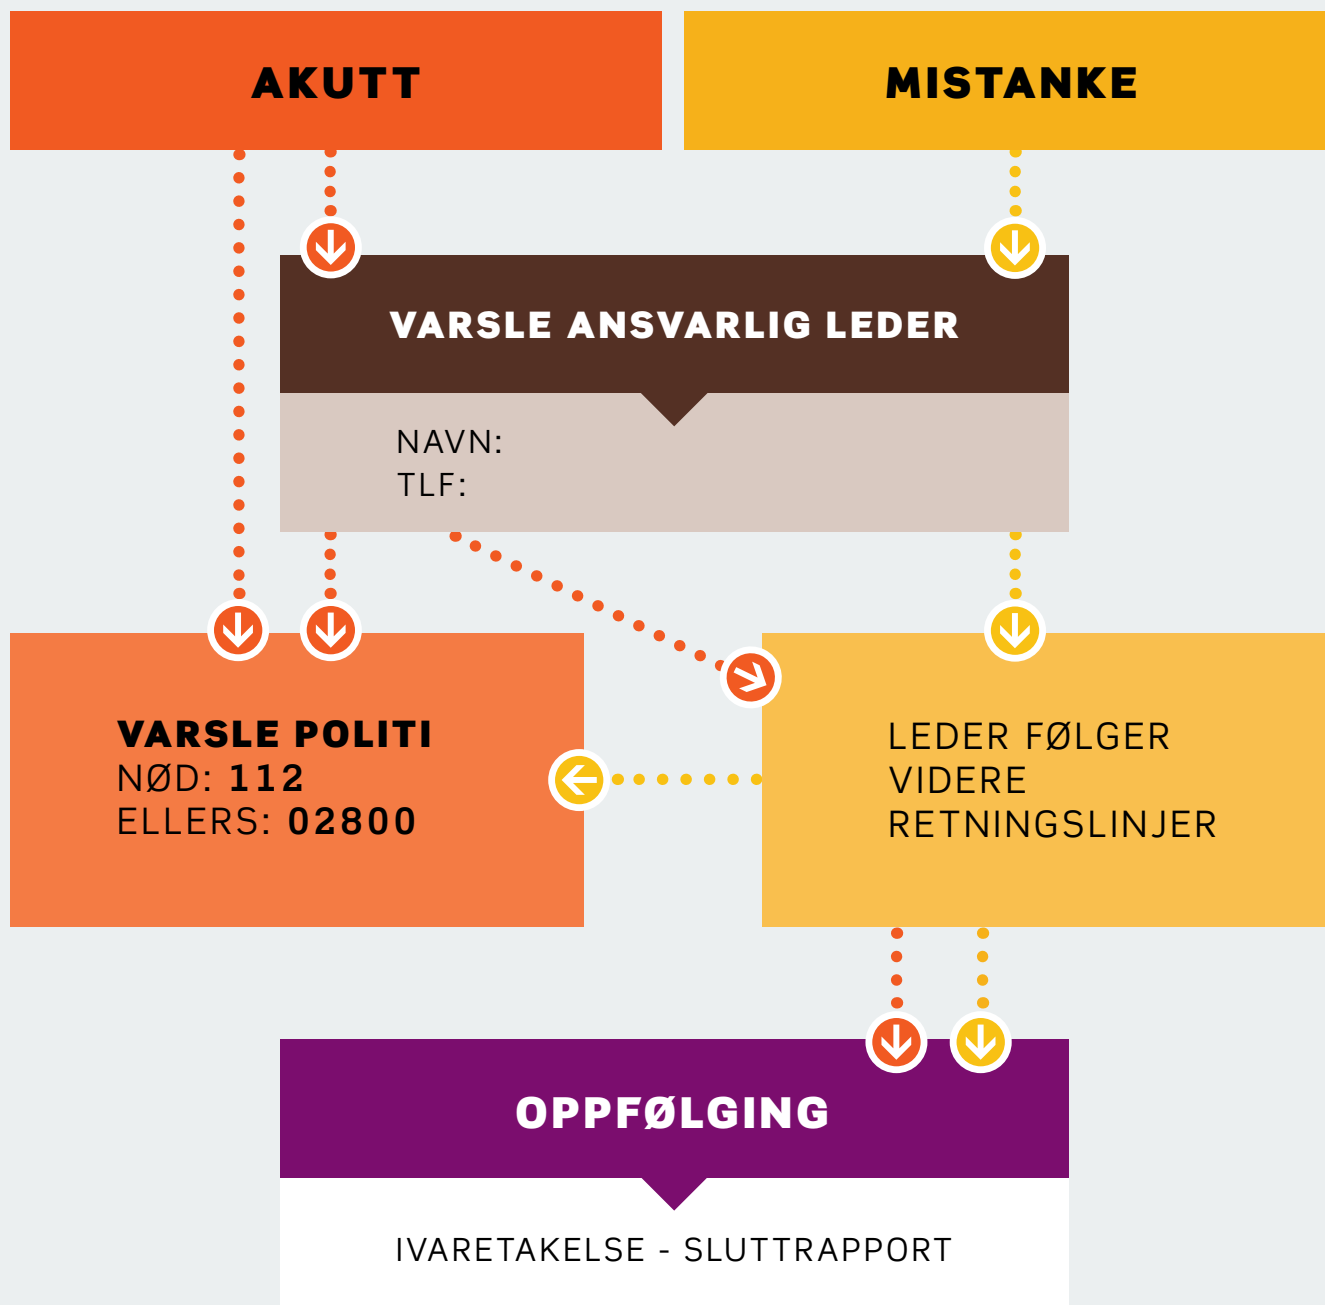 AKUTT
MISTANKE
VARSLE ANSVARLIG LEDER
NAVN:
TLF:
VARSLE POLITI
NØD: 112
ELLERS: 02800
LEDER FØLGER
VIDERE
RETNINGSLINJER
OPPFØLGING
IVARETAKELSE - SLUTTRAPPORT